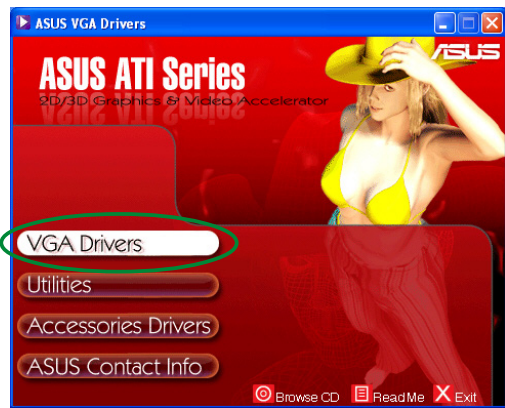 ASUS VGA Drivers
ASUS
ASUS ATI Series
2D/3D Graphics & Video Accelerator
VGA Drivers
Utilities
Accessories Drivers
ASUS Contact Info
Browse CD ReadMe Exit